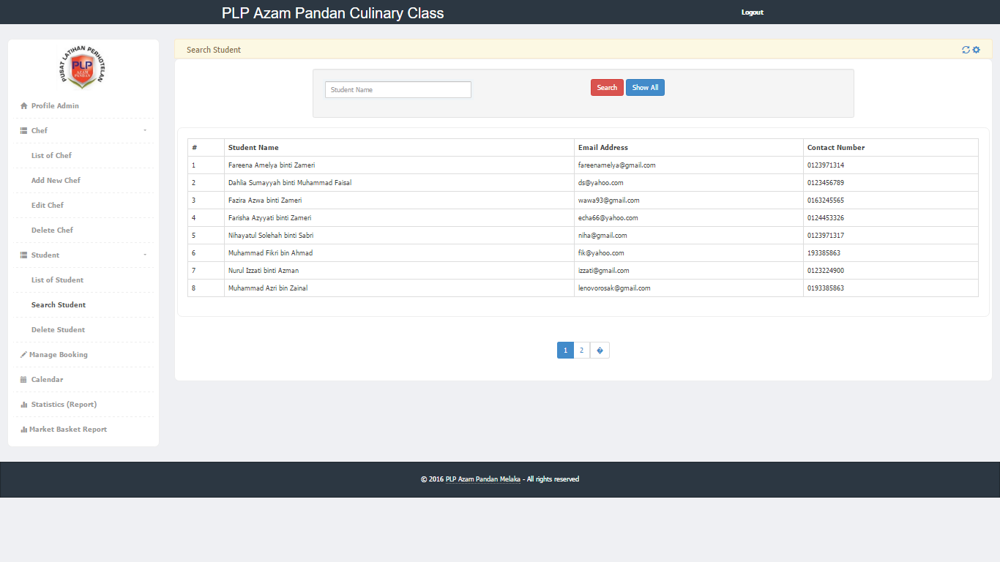 PLP Azam Pandan Culinary Class
Logout
PUSAT LATIHAN PERHOTELAN
PLP
AZAM
PANDAN
Profile Admin
Chef
List of Chef
Add New Chef
Edit Chef
Delete Chef
Student
List of Student
Search Student
Delete Student
Manage Booking
Calendar
Statistics (Report)
Market Basket Report
Search Student
Student Name
Search Show All
# Student Name Email Address Contact Number
1 Fareena Amelya binti Zameri fareenamelya@gmail.com 0123971314
2 Dahlia Sumayyah binti Muhammad Faisal ds@yahoo.com 0123456789
3 Fazira Azwa binti Zameri wawa93@gmail.com 0163245565
4 Farisha Azyyati binti Zameri echa66@yahoo.com 0124453326
5 Nihayatul Solehah binti Sabri niha@gmail.com 0123971317
6 Muhammad Fikri bin Ahmad fik@yahoo.com 193385863
7 Nurul Izzati binti Azman izzati@gmail.com 0123224900
8 Muhammad Azri bin Zainal lenovorosak@gmail.com 0193385863
1 2 �
© 2016 PLP Azam Pandan Melaka - All rights reserved